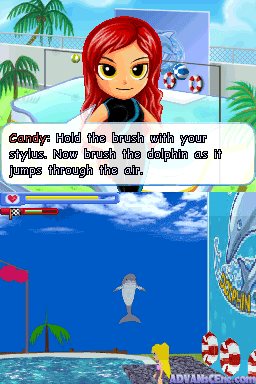 Candy: Hold the brush with your
stylus. Now brush the dolphin as it
jumps through the air.
DOLPHIN
ADVANSCENE.com